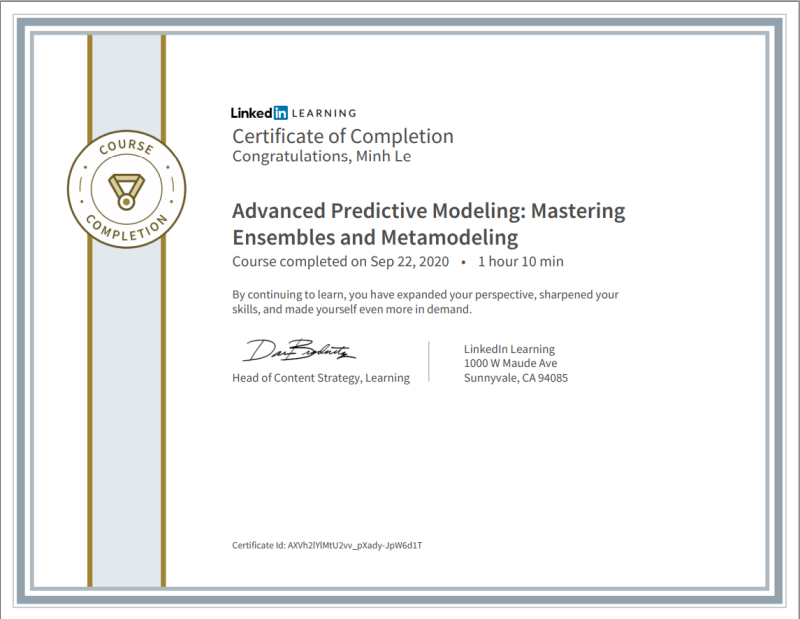 LinkedIn LEARNING
Certificate of Completion
Congratulations, Minh Le
COURSE
COMPLETION
Advanced Predictive Modeling: Mastering
Ensembles and Metamodeling
Course completed on Sep 22, 2020 • 1 hour 10 min
By continuing to learn, you have expanded your perspective, sharpened your
skills, and made yourself even more in demand.
Head of Content Strategy, Learning
LinkedIn Learning
1000 W Maude Ave
Sunnyvale, CA 94085
Certificate Id: AXVh2lYlMtU2vv_pXady-JpW6d1T